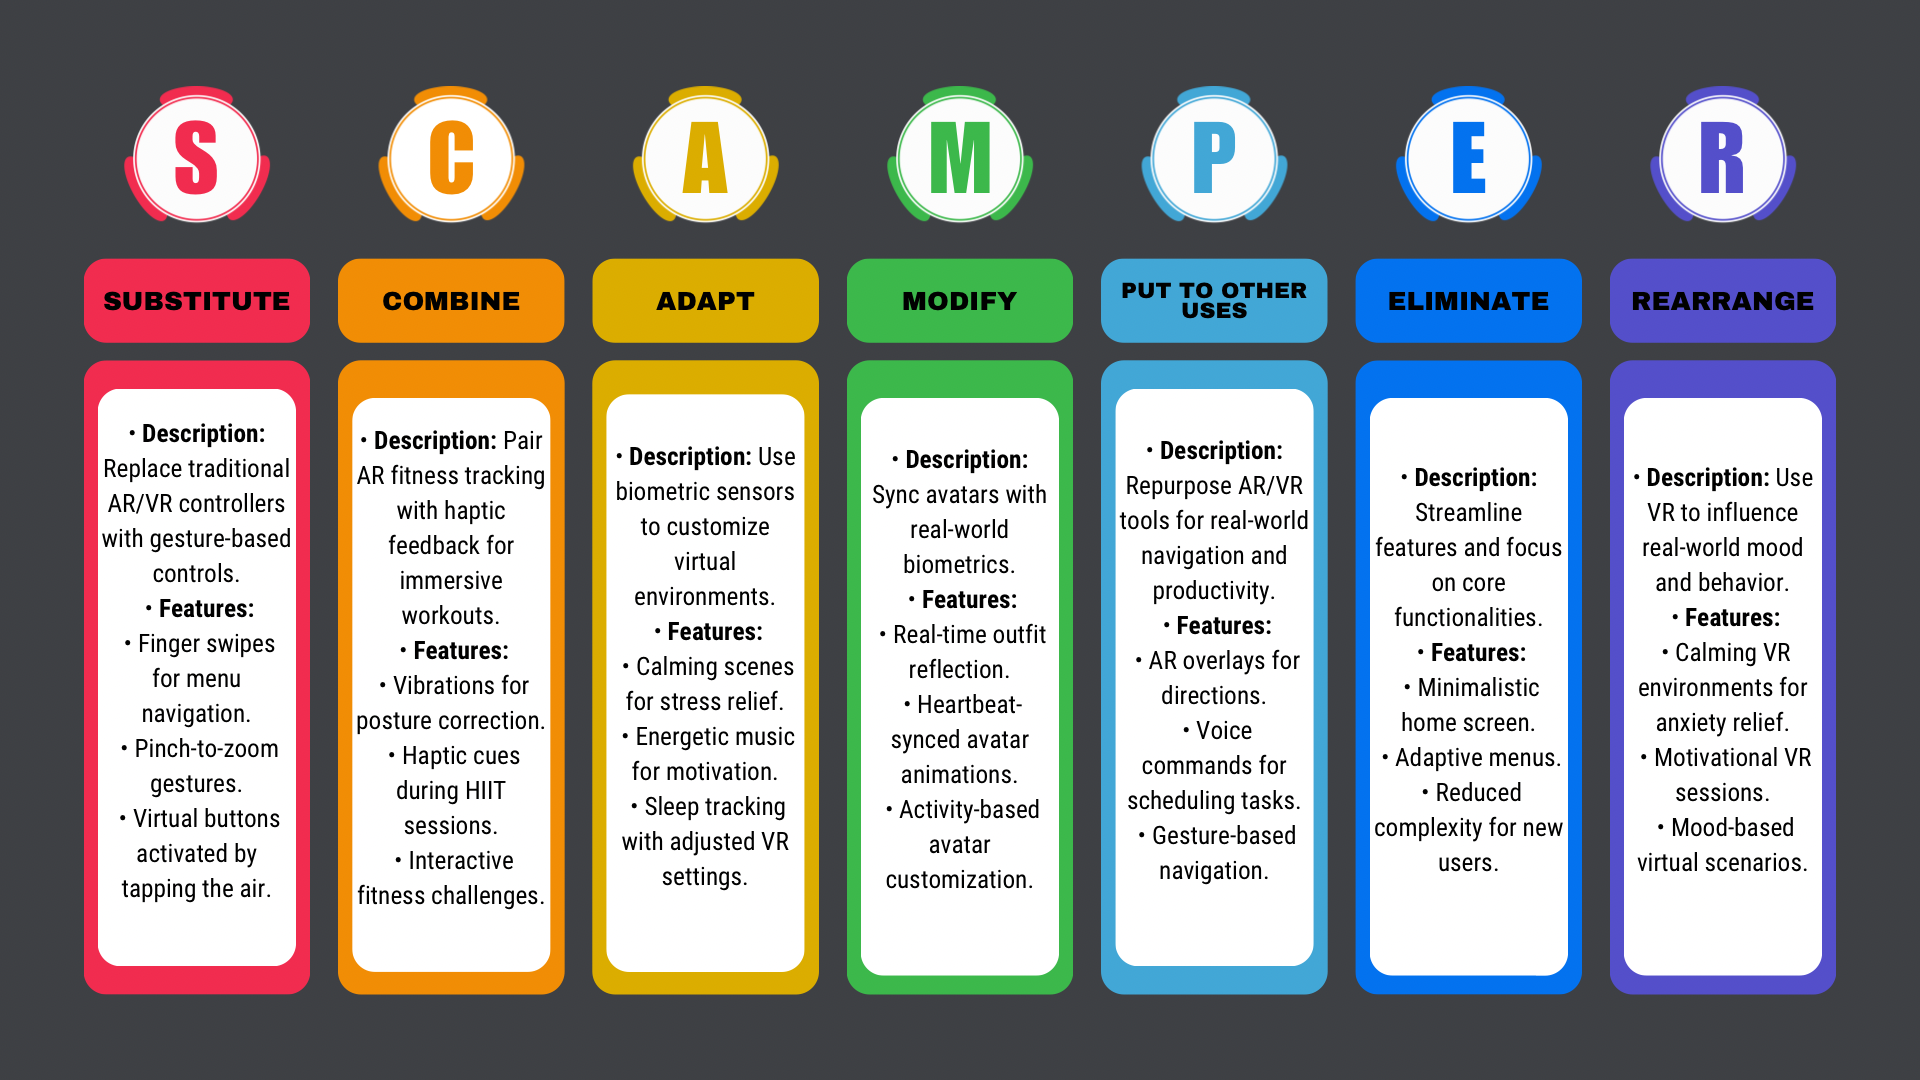 S
C
A
M
P
E
R
SUBSTITUTE
COMBINE
ADAPT
MODIFY
PUT TO OTHER
USES
ELIMINATE
REARRANGE
• Description:
Replace traditional
AR/VR controllers
with gesture-based
controls.
• Features:
• Finger swipes
for menu
navigation.
• Pinch-to-zoom
gestures.
• Virtual buttons
activated by
tapping the air.
• Description: Pair
AR fitness tracking
with haptic
feedback for
immersive
workouts.
• Features:
• Vibrations for
posture correction.
• Haptic cues
during HIIT
sessions.
• Interactive
fitness challenges.
• Description: Use
biometric sensors
to customize
virtual
environments.
• Features:
• Calming scenes
for stress relief.
• Energetic music
for motivation.
• Sleep tracking
with adjusted VR
settings.
• Description:
Sync avatars with
real-world
biometrics.
• Features:
• Real-time outfit
reflection.
• Heartbeat-
synced avatar
animations.
• Activity-based
avatar
customization.
• Description:
Repurpose AR/VR
tools for real-world
navigation and
productivity.
• Features:
• AR overlays for
directions.
• Voice
commands for
scheduling tasks.
• Gesture-based
navigation.
• Description:
Streamline
features and focus
on core
functionalities.
• Features:
• Minimalistic
home screen.
• Adaptive menus.
• Reduced
complexity for new
users.
• Description: Use
VR to influence
real-world mood
and behavior.
• Features:
• Calming VR
environments for
anxiety relief.
• Motivational VR
sessions.
• Mood-based
virtual scenarios.